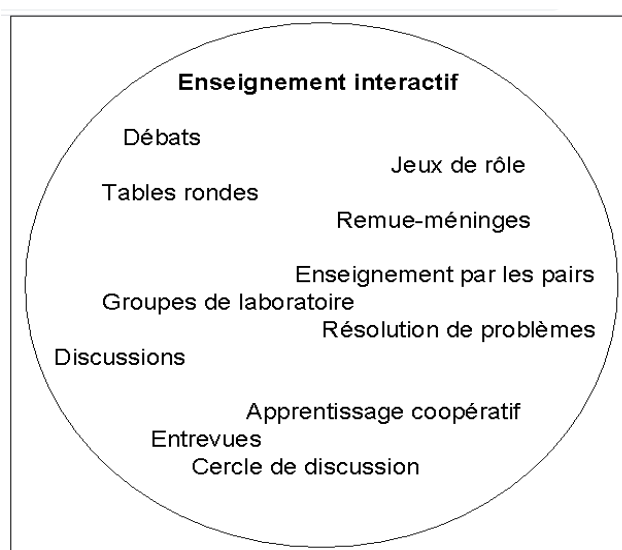 Enseignement interactif
Débats
Jeux de rôle
Tables rondes
Remue-méninges
Enseignement par les pairs
Groupes de laboratoire
Résolution de problèmes
Discussions
Apprentissage coopératif
Entrevues
Cercle de discussion